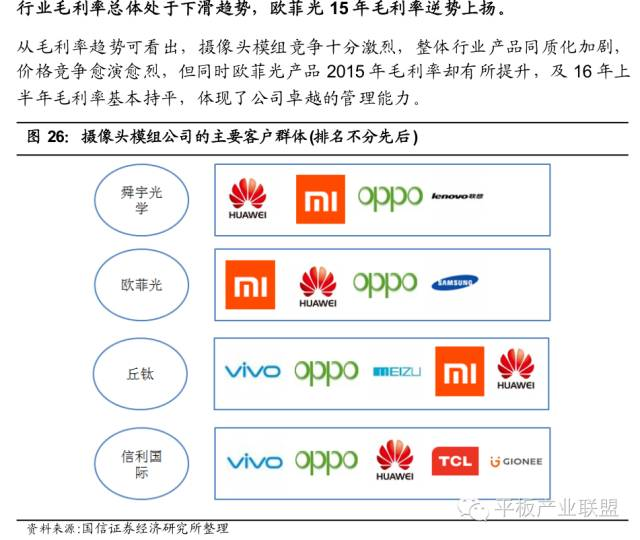 行业毛利率总体处于下滑趋势，欧菲光 15 年毛利率逆势上扬。
从毛利率趋势可看出，摄像头模组竞争十分激烈，整体行业产品同质化加剧，
价格竞争愈演愈烈，但同时欧菲光产品 2015 年毛利率却有所提升，及 16 年上
半年毛利率基本持平，体现了公司卓越的管理能力。
图 26：摄像头模组公司的主要客户群体(排名不分先后)
舜宇光
学
HUAWEI
mi
oppo
lenovo联想
欧菲光
mi
HUAWEI
oppo
SAMSUNG
丘钛
vivo
oppo
MEIZU
mi
HUAWEI
信利国
际
vivo
oppo
HUAWEI
TCL
GIONEE
平板产业联盟
资料来源:国信证券经济研究所整理